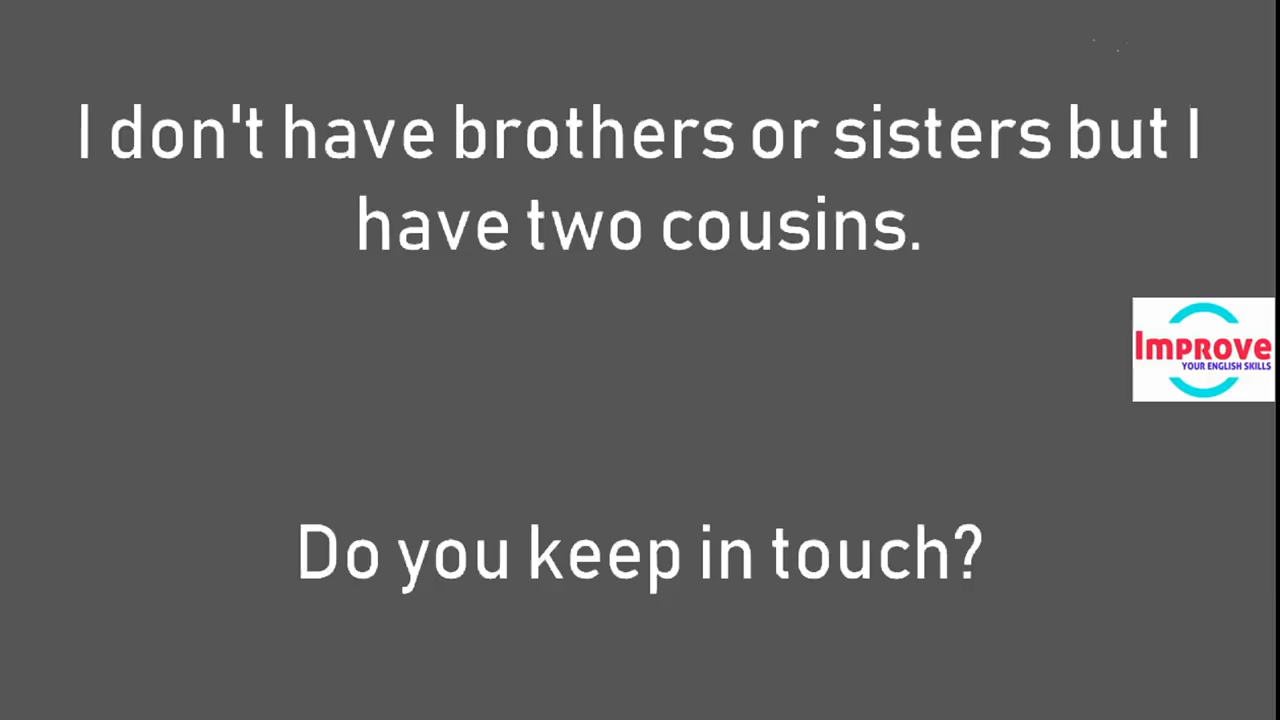 I don't have brothers or sisters but I
have two cousins.
Improve
YOUR ENGLISH SKILLS
Do you keep in touch?